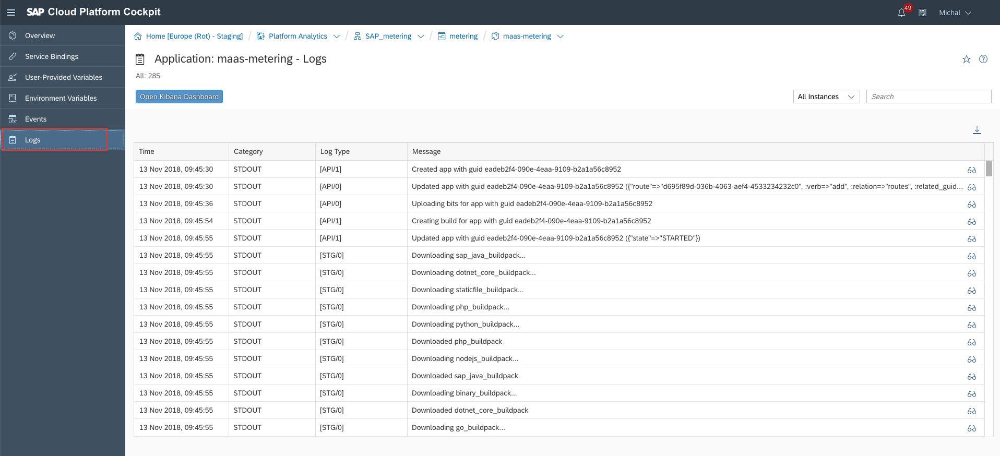 SAP Cloud Platform Cockpit
49
Michal
Overview
Service Bindings
User-Provided Variables
Environment Variables
Events
Logs
Home [Europe (Rot) - Staging] / Platform Analytics / SAP_metering / metering / maas-metering
Application: maas-metering - Logs
All: 285
Open Kibana Dashboard
All Instances
Search
Time Category Log Type Message
13 Nov 2018, 09:45:30 STDOUT [API/1] Created app with guid eadeb2f4-090e-4eaa-9109-b2a1a56c8952
13 Nov 2018, 09:45:30 STDOUT [API/0] Updated app with guid eadeb2f4-090e-4eaa-9109-b2a1a56c8952 ({"route"=>"d695f89d-036b-4063-aef4-4533234232c0", :verb=>"add", :relation=>"routes", :related_guid...
13 Nov 2018, 09:45:36 STDOUT [API/0] Uploading bits for app with guid eadeb2f4-090e-4eaa-9109-b2a1a56c8952
13 Nov 2018, 09:45:54 STDOUT [API/1] Creating build for app with guid eadeb2f4-090e-4eaa-9109-b2a1a56c8952
13 Nov 2018, 09:45:55 STDOUT [API/1] Updated app with guid eadeb2f4-090e-4eaa-9109-b2a1a56c8952 ({"state"=>"STARTED"})
13 Nov 2018, 09:45:55 STDOUT [STG/0] Downloading sap_java_buildpack...
13 Nov 2018, 09:45:55 STDOUT [STG/0] Downloading dotnet_core_buildpack...
13 Nov 2018, 09:45:55 STDOUT [STG/0] Downloading staticfile_buildpack...
13 Nov 2018, 09:45:55 STDOUT [STG/0] Downloading php_buildpack...
13 Nov 2018, 09:45:55 STDOUT [STG/0] Downloading python_buildpack...
13 Nov 2018, 09:45:55 STDOUT [STG/0] Downloaded php_buildpack
13 Nov 2018, 09:45:55 STDOUT [STG/0] Downloading nodejs_buildpack...
13 Nov 2018, 09:45:55 STDOUT [STG/0] Downloaded sap_java_buildpack
13 Nov 2018, 09:45:55 STDOUT [STG/0] Downloading binary_buildpack...
13 Nov 2018, 09:45:55 STDOUT [STG/0] Downloaded dotnet_core_buildpack
13 Nov 2018, 09:45:55 STDOUT [STG/0] Downloading go_buildpack...